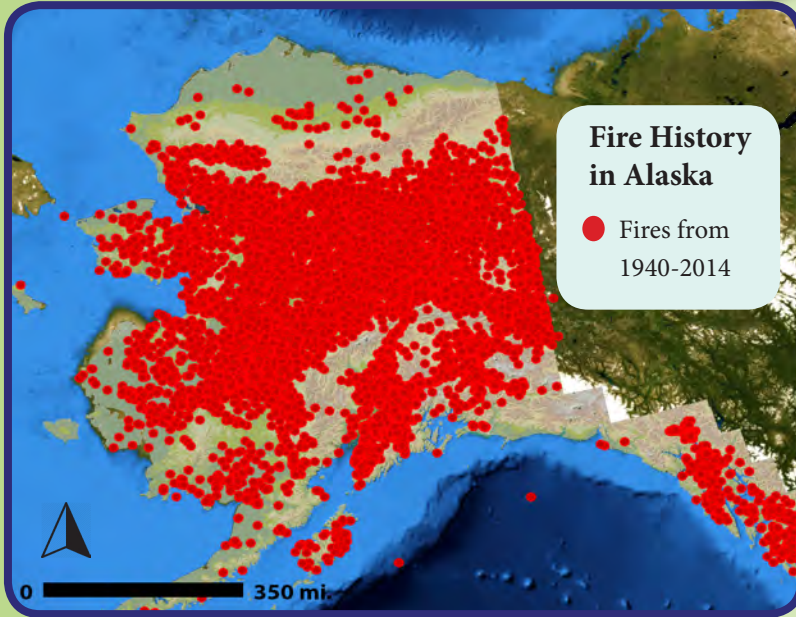 Fire History
in Alaska
Fires from
1940-2014
0 350 mi.